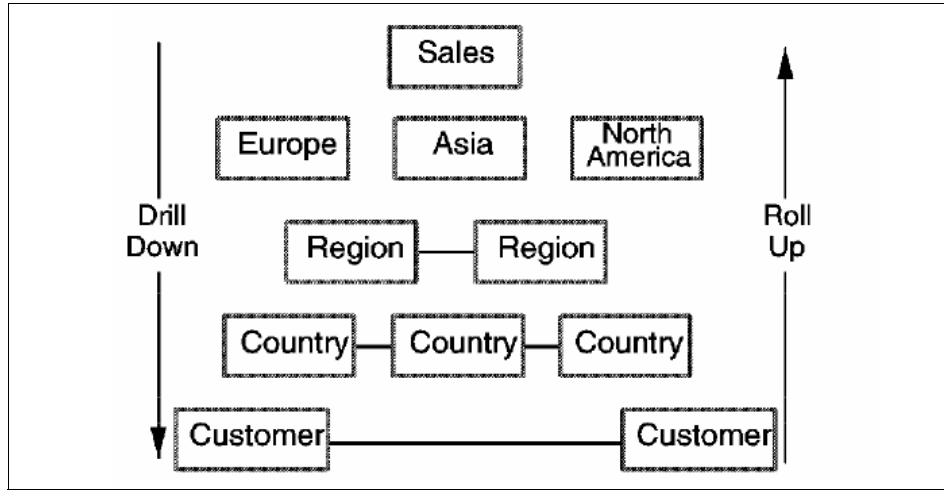 Sales
Europe
Asia
North
America
Drill
Down
Roll
Up
Region
Region
Country
Country
Country
Customer
Customer